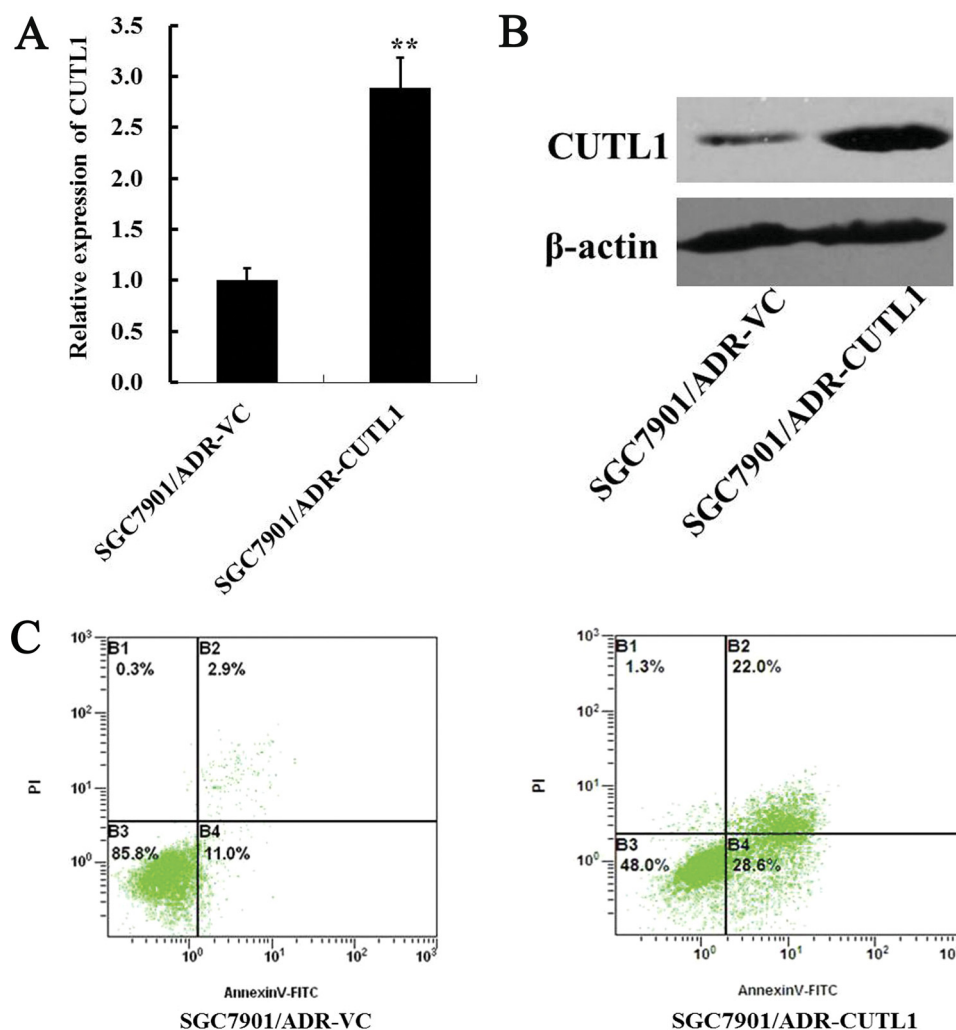 A
Relative expression of CUTL1
3.5
3.0
2.5
2.0
1.5
1.0
0.5
0.0
**
SGC7901/ADR-VC
SGC7901/ADR-CUTL1
B
CUTL1
β-actin
SGC7901/ADR-VC
SGC7901/ADR-CUTL1
C
PI
10³
10²
10¹
10⁰
B1
0.3%
B2
2.9%
B3
85.8%
B4
11.0%
10⁰ 10¹ 10² 10³
AnnexinV-FITC
SGC7901/ADR-VC
PI
10³
10²
10¹
10⁰
B1
1.3%
B2
22.0%
B3
48.0%
B4
28.6%
10⁰ 10¹ 10² 10³
AnnexinV-FITC
SGC7901/ADR-CUTL1